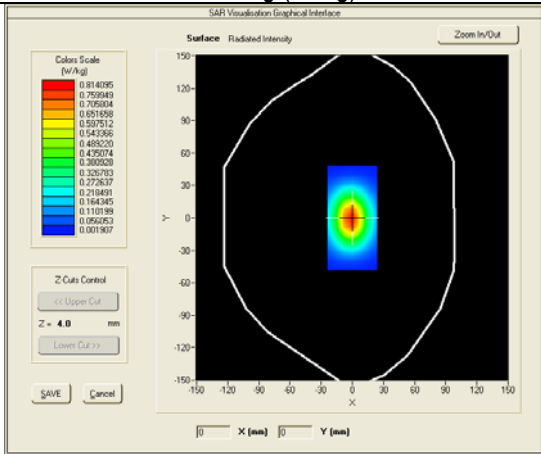 SAR Visualisation Graphical Interface
Surface Radiated Intensity
Zoom In/Out
Colors Scale
(W/kg)
0.814095
0.759949
0.705804
0.651658
0.597512
0.543366
0.489220
0.435074
0.380928
0.326783
0.272637
0.218491
0.164345
0.110199
0.056053
0.001907
150-
120-
90-
60-
30-
0-
-30-
-60-
-90-
-120-
-150-
Y
-150 -120 -90 -60 -30 0 30 60 90 120 150
X
Z-Cuts Control
<< Upper Cut
Z = 4.0 mm
Lower Cut >>
SAVE Cancel
0 X (mm) 0 Y (mm)